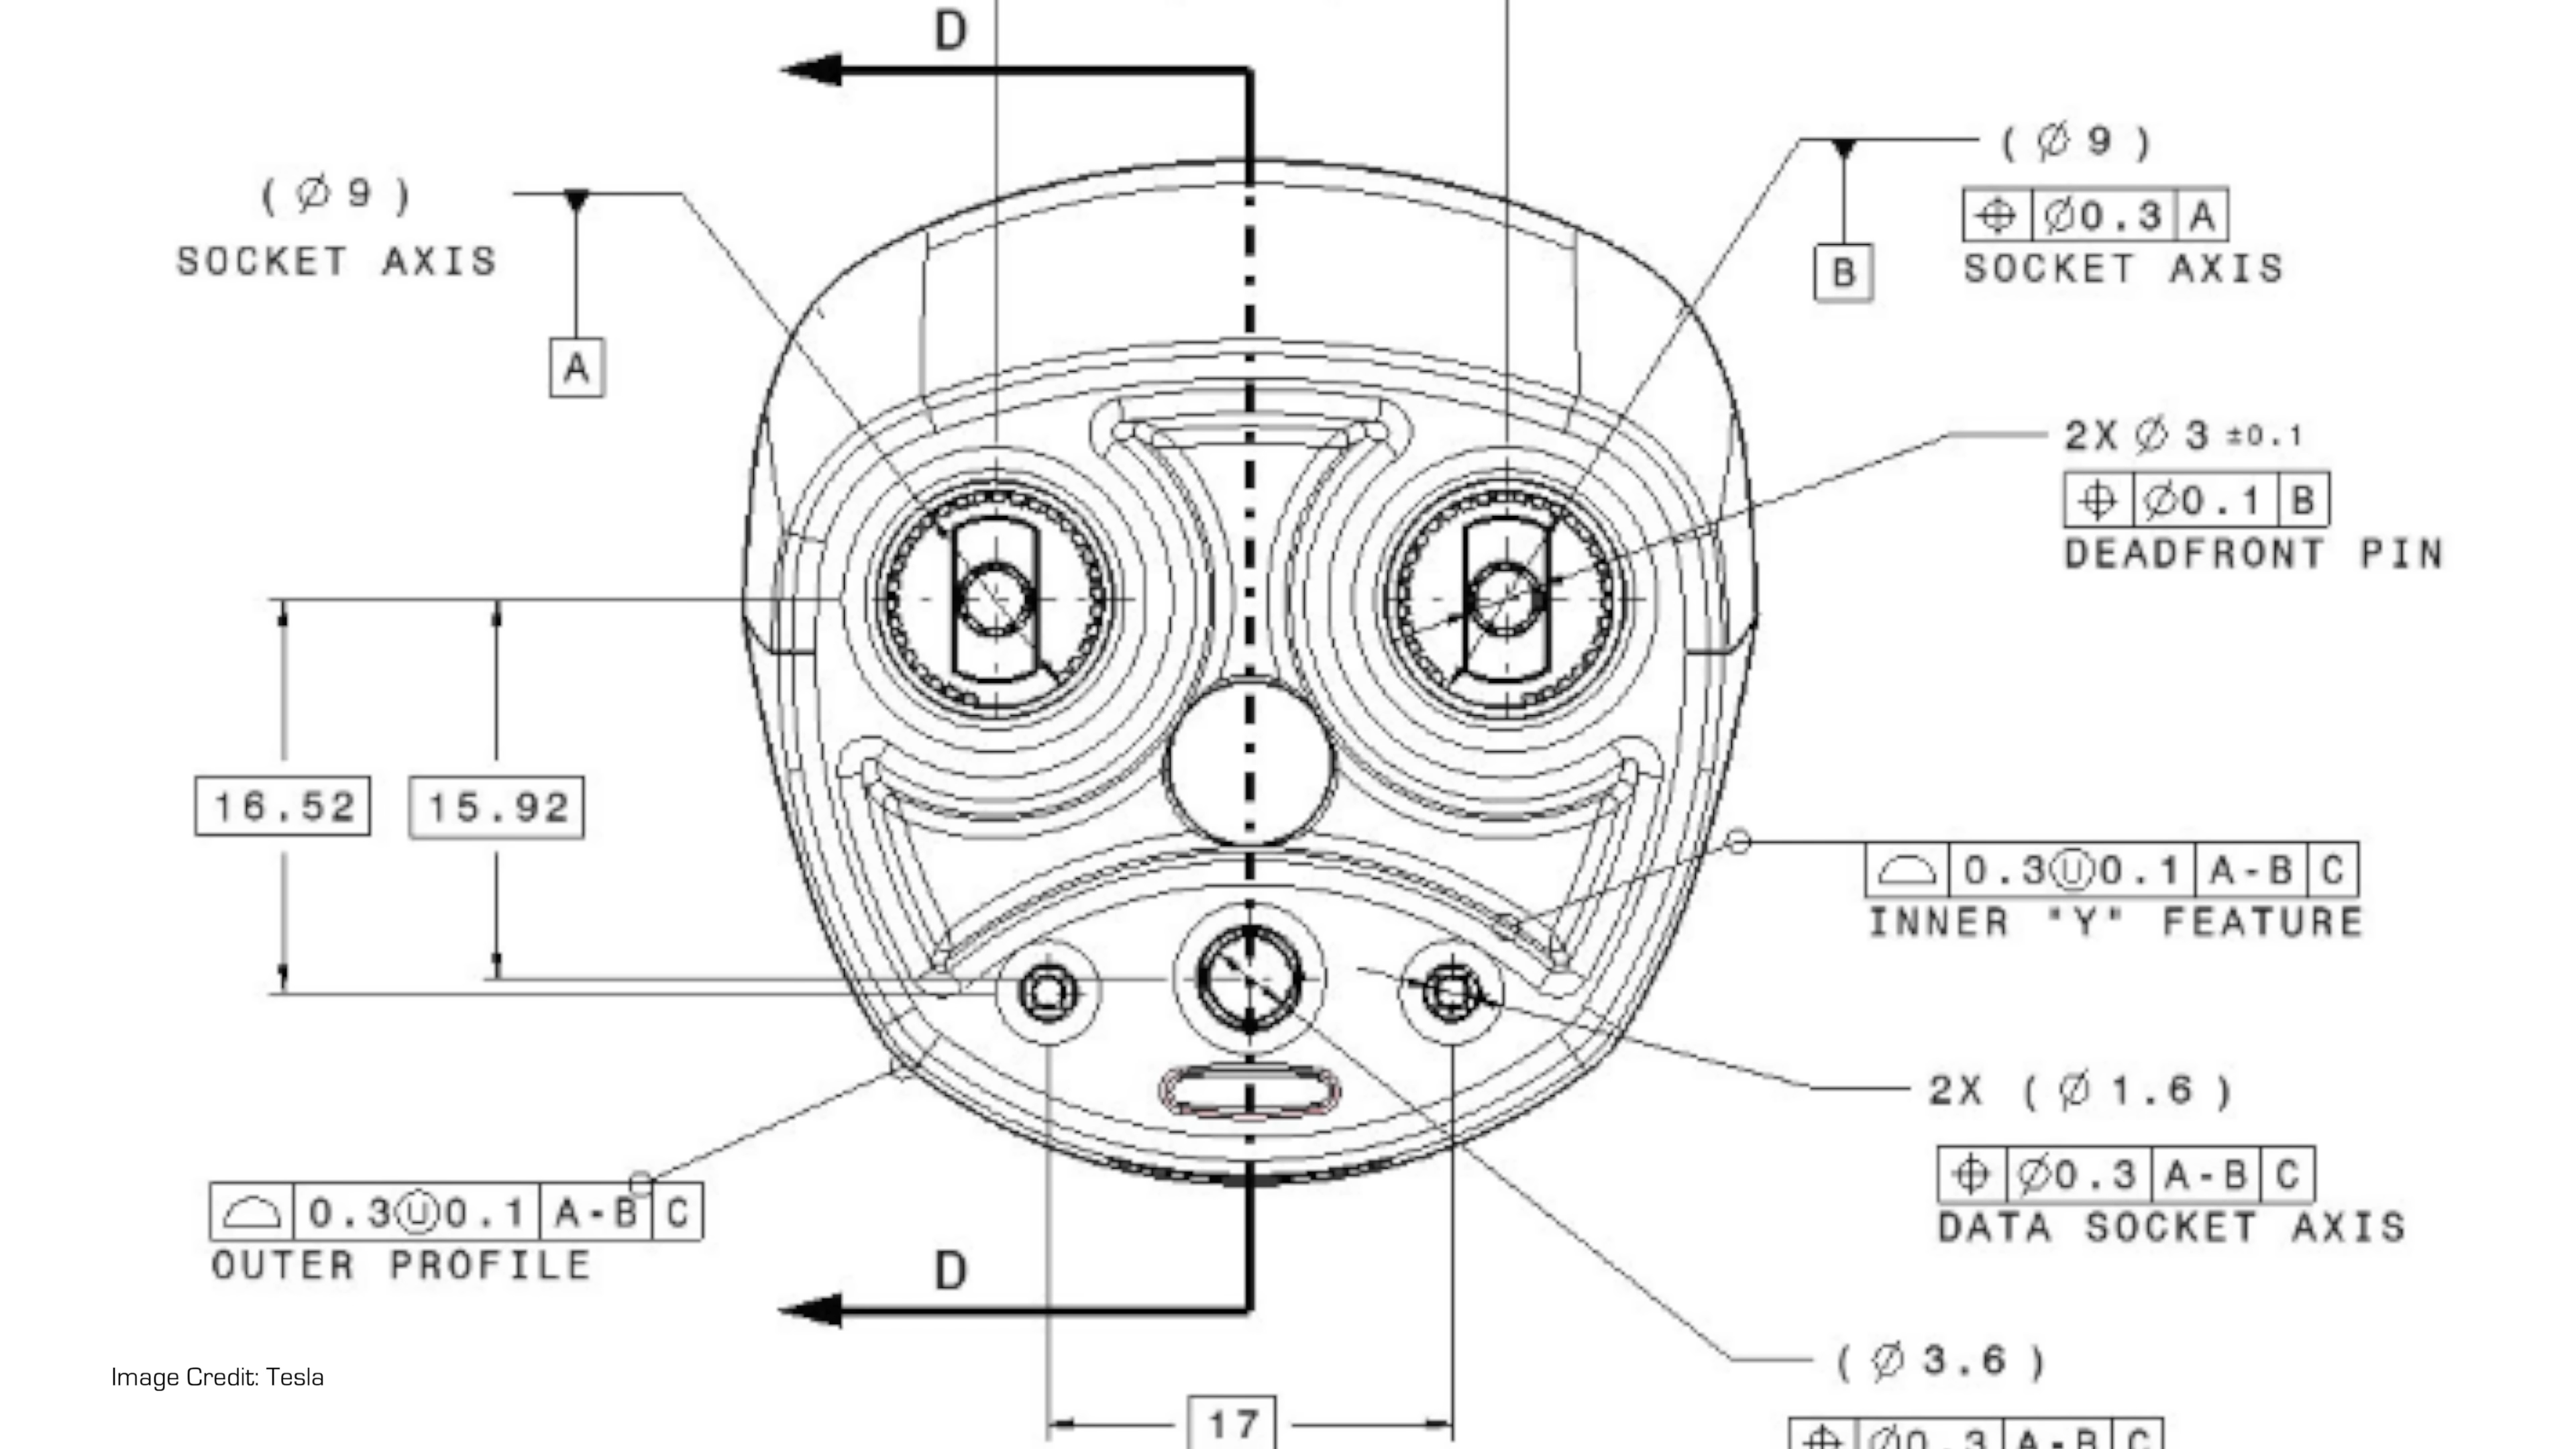 D
( ⌀ 9 )
SOCKET AXIS
A
( ⌀ 9 )
⌖ ⌀0.3 A
SOCKET AXIS
B
2X ⌀ 3 ±0.1
⌖ ⌀0.1 B
DEADFRONT PIN
16.52
15.92
⌓ 0.3Ⓤ0.1 A-B C
INNER "Y" FEATURE
2X ( ⌀ 1.6 )
⌖ ⌀0.3 A-B C
DATA SOCKET AXIS
⌓ 0.3Ⓤ0.1 A-B C
OUTER PROFILE
D
( ⌀ 3.6 )
⌖ ⌀0.3 A-B C
17
Image Credit: Tesla